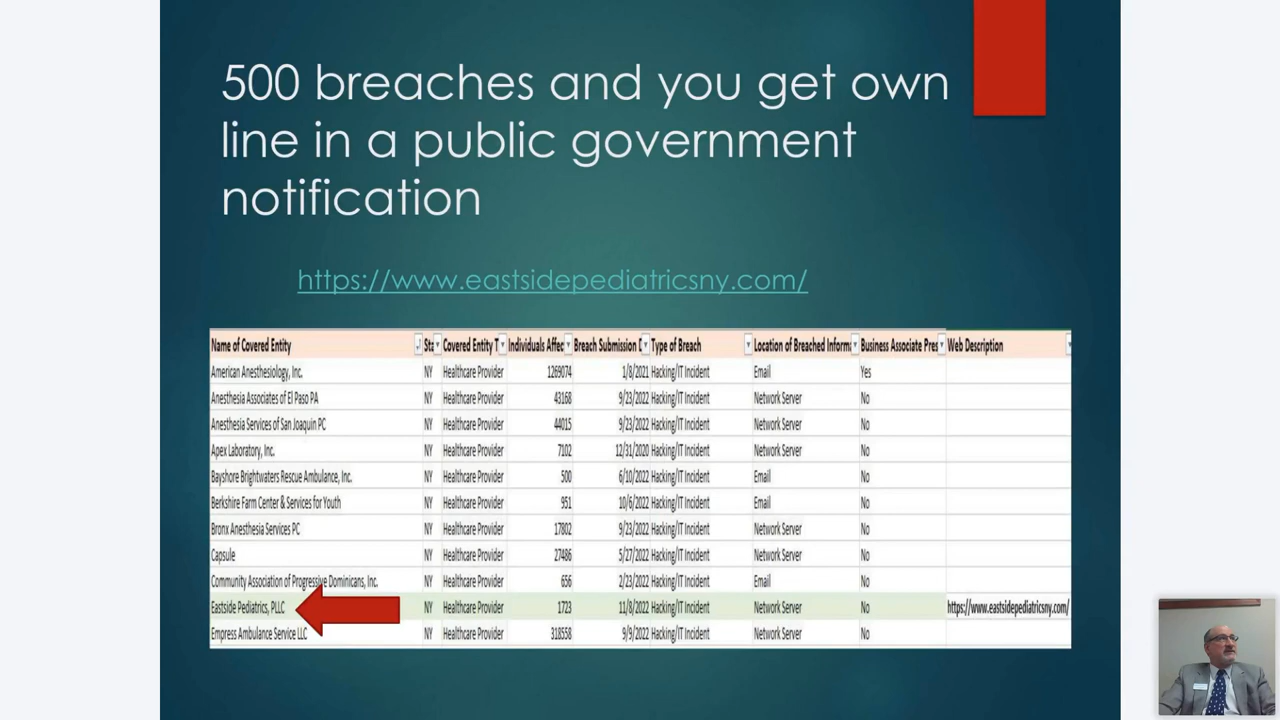 500 breaches and you get own
line in a public government
notification
https://www.eastsidepediatricsny.com/
Name of Covered Entity Sta Covered Entity T Individuals Affec Breach Submission D Type of Breach Location of Breached Informa Business Associate Pres Web Description
American Anesthesiology, Inc. NY Healthcare Provider 1269074 1/8/2021 Hacking/IT Incident Email Yes
Anesthesia Associates of El Paso PA NY Healthcare Provider 43168 9/23/2022 Hacking/IT Incident Network Server No
Anesthesia Services of San Joaquin PC NY Healthcare Provider 44015 9/23/2022 Hacking/IT Incident Network Server No
Apex Laboratory, Inc. NY Healthcare Provider 7102 12/31/2020 Hacking/IT Incident Network Server No
Bayshore Brightwaters Rescue Ambulance, Inc. NY Healthcare Provider 500 6/10/2022 Hacking/IT Incident Email No
Berkshire Farm Center & Services for Youth NY Healthcare Provider 951 10/6/2022 Hacking/IT Incident Email No
Bronx Anesthesia Services PC NY Healthcare Provider 17802 9/23/2022 Hacking/IT Incident Network Server No
Capsule NY Healthcare Provider 27486 5/27/2022 Hacking/IT Incident Network Server No
Community Association of Progressive Dominicans, Inc. NY Healthcare Provider 656 2/23/2022 Hacking/IT Incident Email No
Eastside Pediatrics, PLLC NY Healthcare Provider 1723 11/8/2022 Hacking/IT Incident Network Server No https://www.eastsidepediatricsny.com/
Empress Ambulance Service LLC NY Healthcare Provider 318558 9/9/2022 Hacking/IT Incident Network Server No